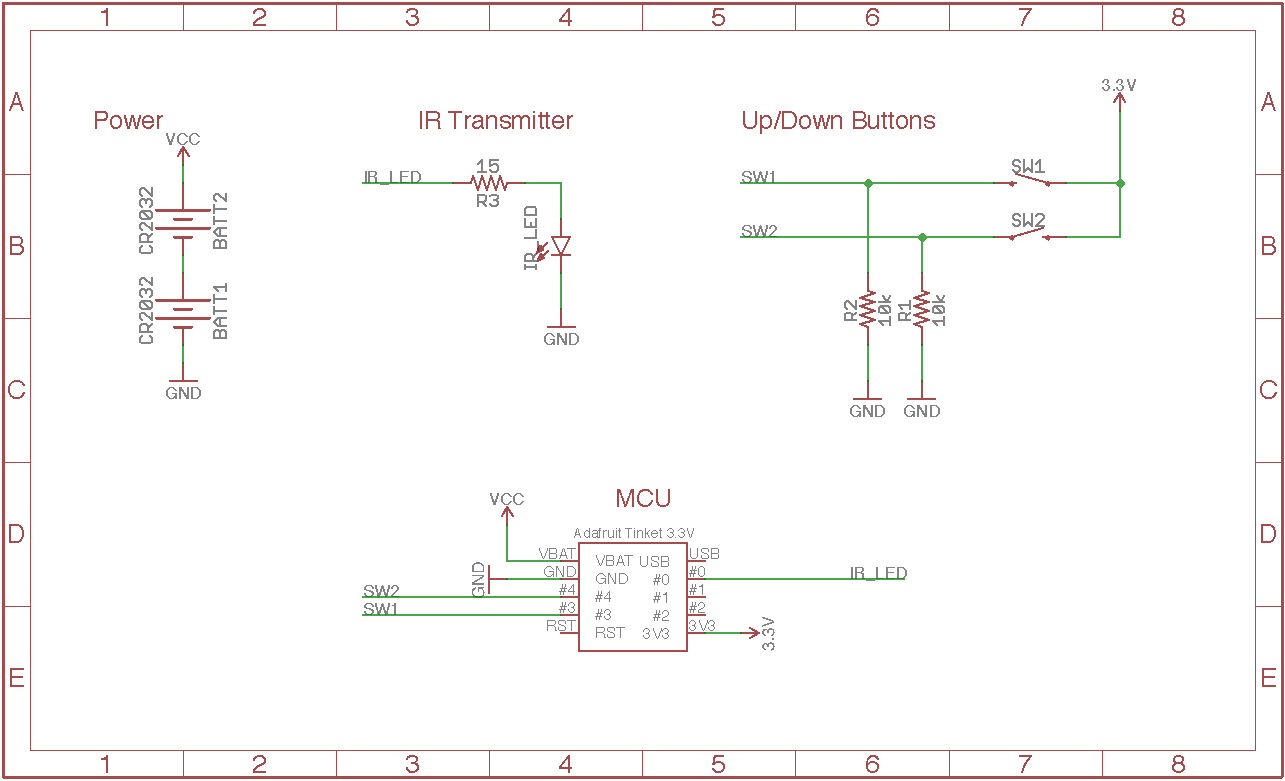 1 2 3 4 5 6 7 8
A A
Power
IR Transmitter
Up/Down Buttons
3.3V
VCC
CR2032
BATT2
CR2032
BATT1
GND
IR_LED
15
R3
IR_LED
GND
SW1
SW1
SW2
SW2
R2
10k
R1
10k
GND
GND
B B
C C
MCU
VCC
Adafruit Tinket 3.3V
VBAT
VBAT USB
USB
GND
GND
GND
#0
#0
IR_LED
SW2
#4
#4
#1
#1
SW1
#3
#3
#2
#2
RST
RST
3V3
3V3
3.3V
D D
E E
1 2 3 4 5 6 7 8